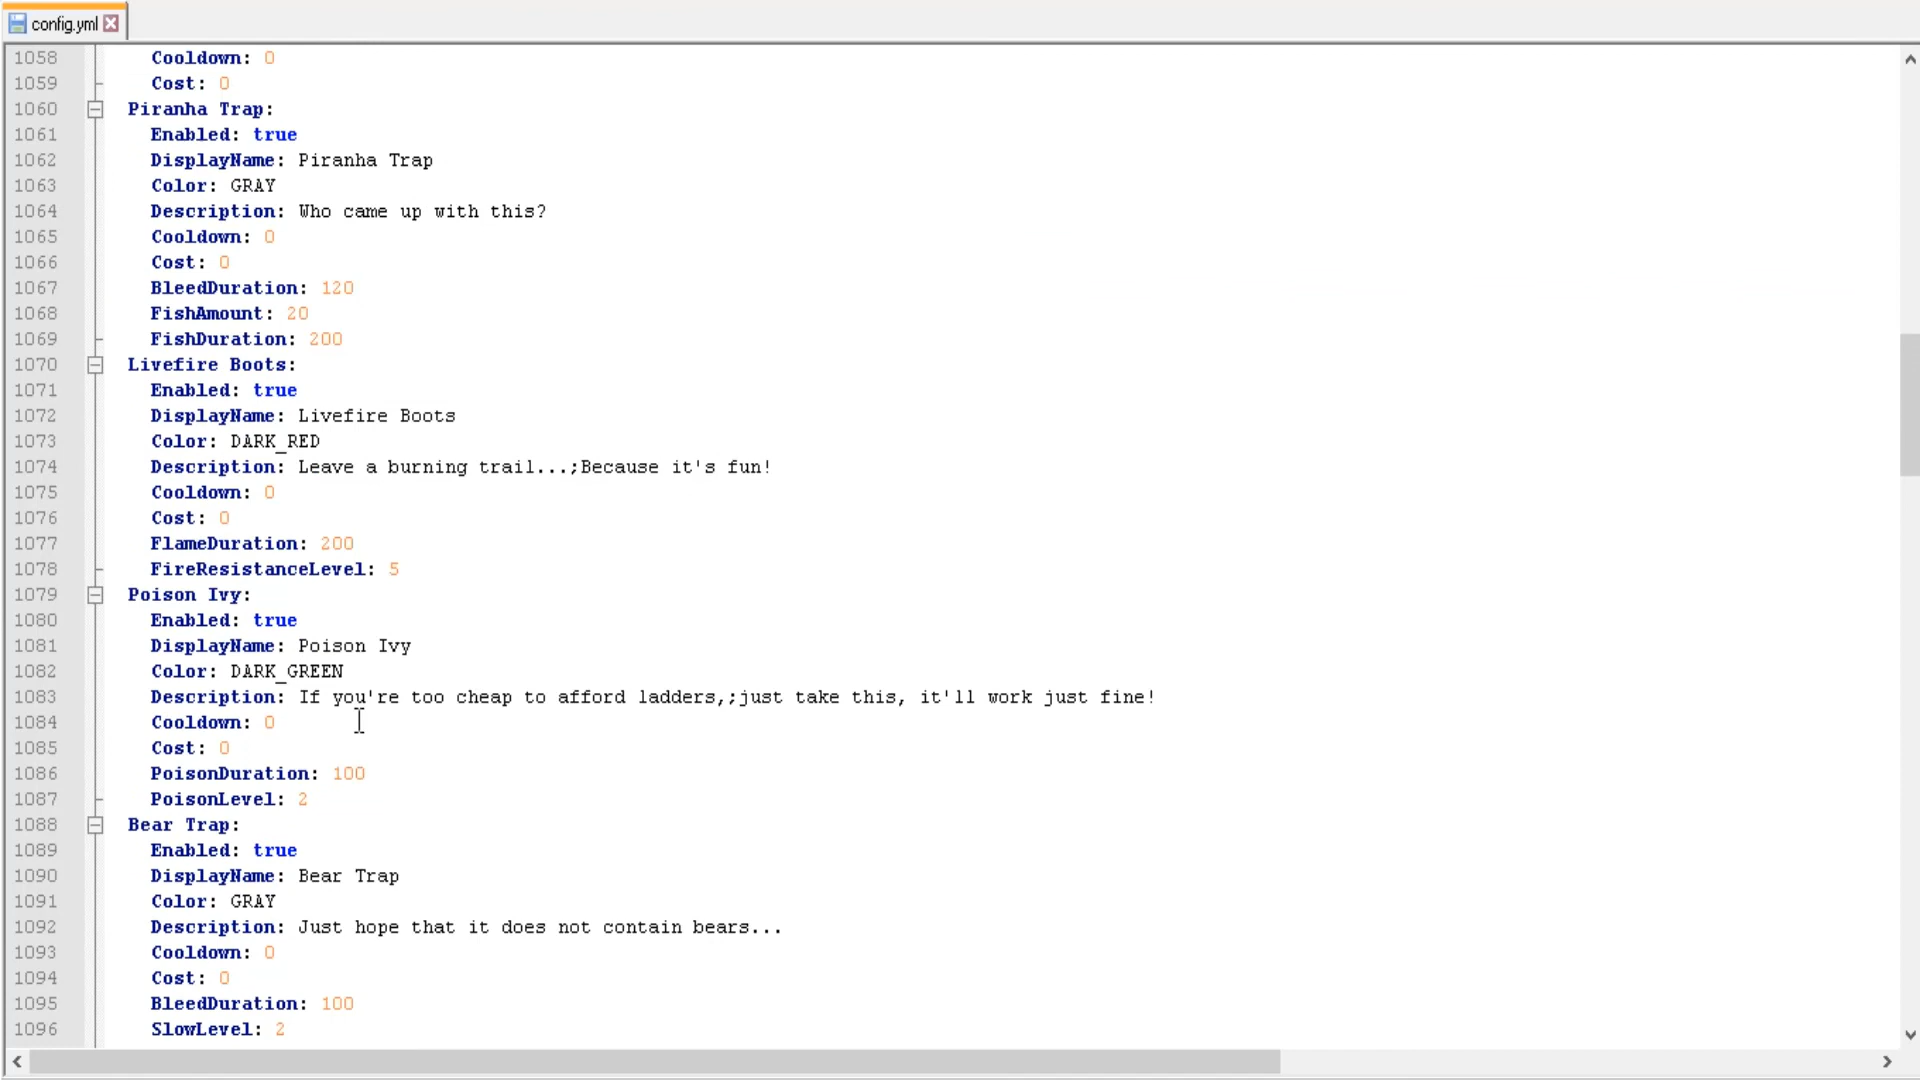 config.yml
1058 Cooldown: 0
1059 Cost: 0
1060 Piranha Trap:
1061 Enabled: true
1062 DisplayName: Piranha Trap
1063 Color: GRAY
1064 Description: Who came up with this?
1065 Cooldown: 0
1066 Cost: 0
1067 BleedDuration: 120
1068 FishAmount: 20
1069 FishDuration: 200
1070 Livefire Boots:
1071 Enabled: true
1072 DisplayName: Livefire Boots
1073 Color: DARK_RED
1074 Description: Leave a burning trail...;Because it's fun!
1075 Cooldown: 0
1076 Cost: 0
1077 FlameDuration: 200
1078 FireResistanceLevel: 5
1079 Poison Ivy:
1080 Enabled: true
1081 DisplayName: Poison Ivy
1082 Color: DARK_GREEN
1083 Description: If you're too cheap to afford ladders,;just take this, it'll work just fine!
1084 Cooldown: 0
1085 Cost: 0
1086 PoisonDuration: 100
1087 PoisonLevel: 2
1088 Bear Trap:
1089 Enabled: true
1090 DisplayName: Bear Trap
1091 Color: GRAY
1092 Description: Just hope that it does not contain bears...
1093 Cooldown: 0
1094 Cost: 0
1095 BleedDuration: 100
1096 SlowLevel: 2